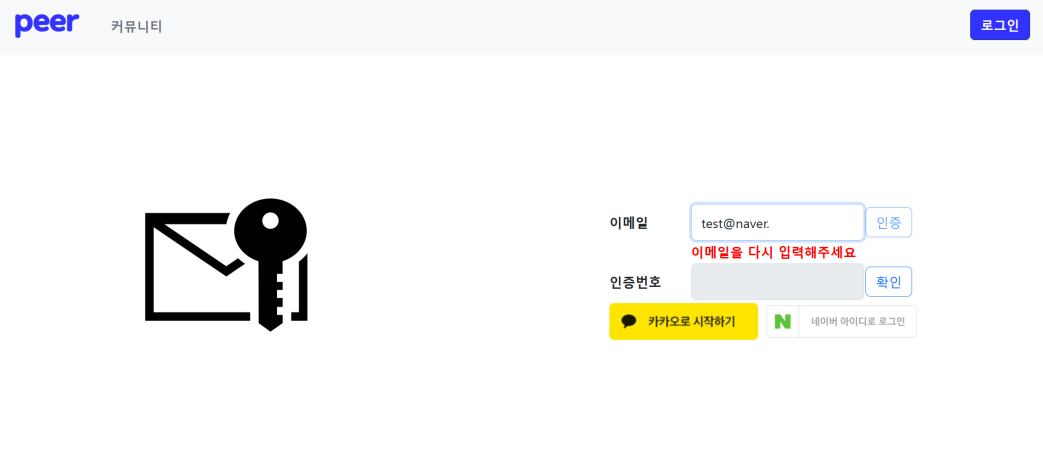 peer
커뮤니티
로그인
이메일
test@naver.
인증
이메일을 다시 입력해주세요
인증번호
확인
카카오로 시작하기
N
네이버 아이디로 로그인